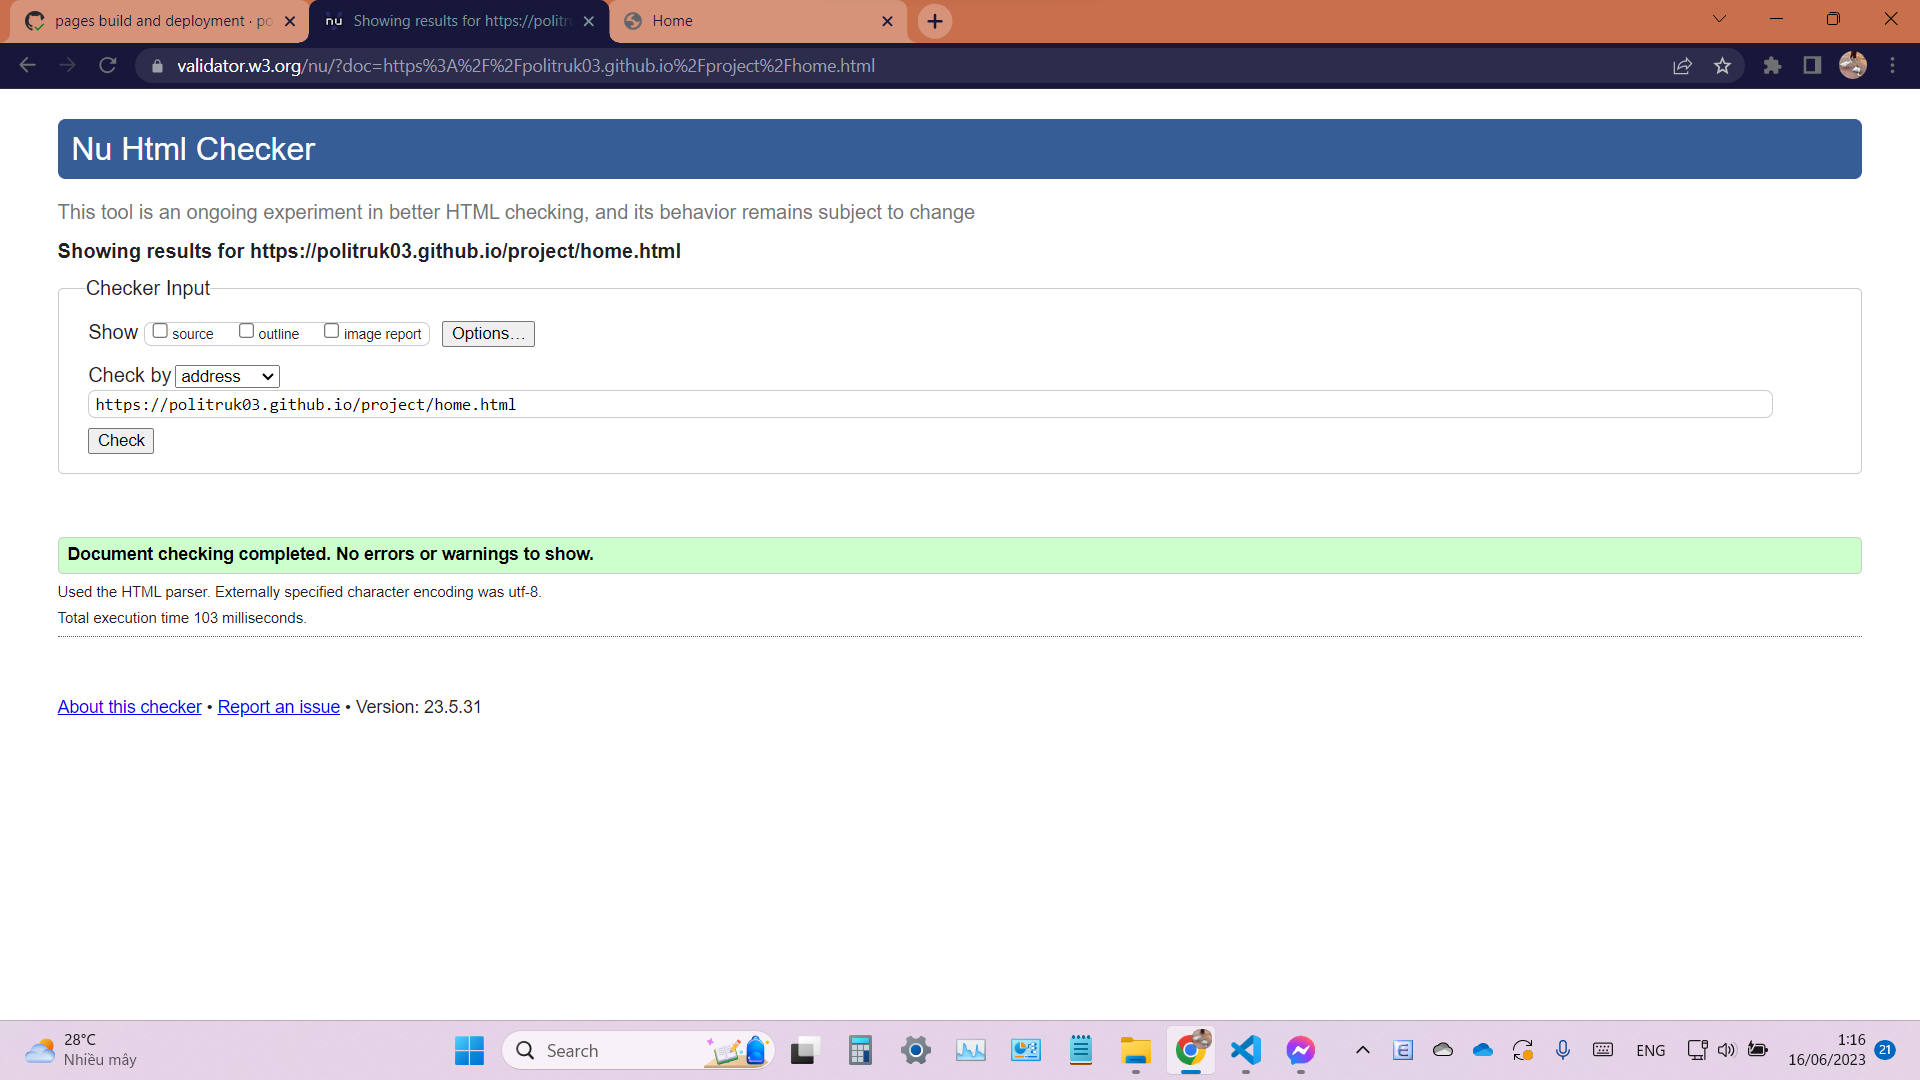 pages build and deployment · po
Showing results for https://politru
Home
validator.w3.org/nu/?doc=https%3A%2F%2Fpolitruk03.github.io%2Fproject%2Fhome.html
Nu Html Checker
This tool is an ongoing experiment in better HTML checking, and its behavior remains subject to change
Showing results for https://politruk03.github.io/project/home.html
Checker Input
Show source outline image report Options…
Check by address
https://politruk03.github.io/project/home.html
Check
Document checking completed. No errors or warnings to show.
Used the HTML parser. Externally specified character encoding was utf-8.
Total execution time 103 milliseconds.
About this checker • Report an issue • Version: 23.5.31
28°C
Nhiều mây
Search
ENG
1:16
16/06/2023
21